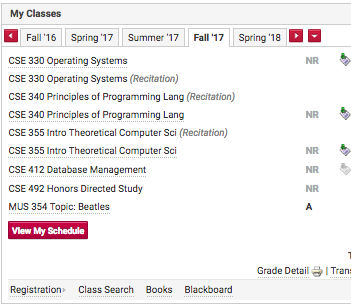 My Classes
Fall '16 Spring '17 Summer '17 Fall '17 Spring '18
CSE 330 Operating Systems NR
CSE 330 Operating Systems (Recitation)
CSE 340 Principles of Programming Lang (Recitation)
CSE 340 Principles of Programming Lang NR
CSE 355 Intro Theoretical Computer Sci (Recitation)
CSE 355 Intro Theoretical Computer Sci NR
CSE 412 Database Management NR
CSE 492 Honors Directed Study NR
MUS 354 Topic: Beatles A
View My Schedule
Grade Detail | Trans
Registration Class Search Books Blackboard